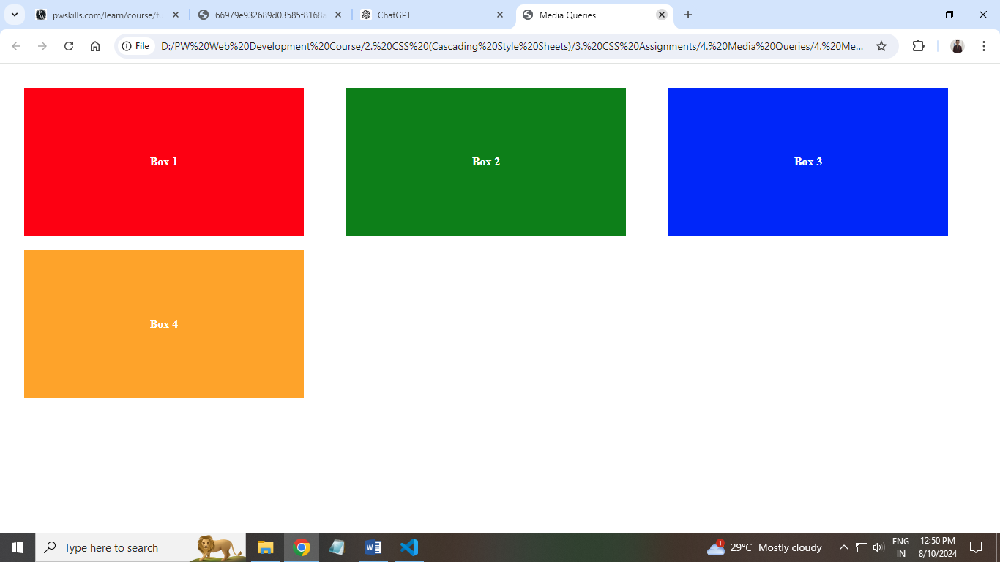 pwskills.com/learn/course/fu
66979e932689d03585f8168a
ChatGPT
Media Queries
File
D:/PW%20Web%20Development%20Course/2.%20CSS%20(Cascading%20Style%20Sheets)/3.%20CSS%20Assignments/4.%20Media%20Queries/4.%20Me...
Box 1
Box 2
Box 3
Box 4
Type here to search
1
29°C Mostly cloudy
ENG
IN
12:50 PM
8/10/2024